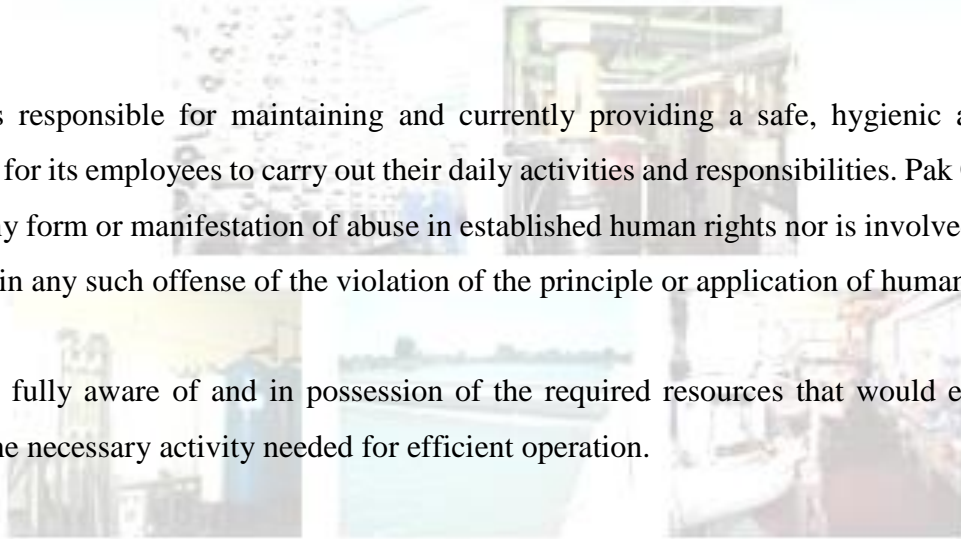 responsible for maintaining and currently providing a safe, hygienic
for its employees to carry out their daily activities and responsibilities. Pak
form or manifestation of abuse in established human rights nor is involve
in any such offense of the violation of the principle or application of human
fully aware of and in possession of the required resources that would e
necessary activity needed for efficient operation.